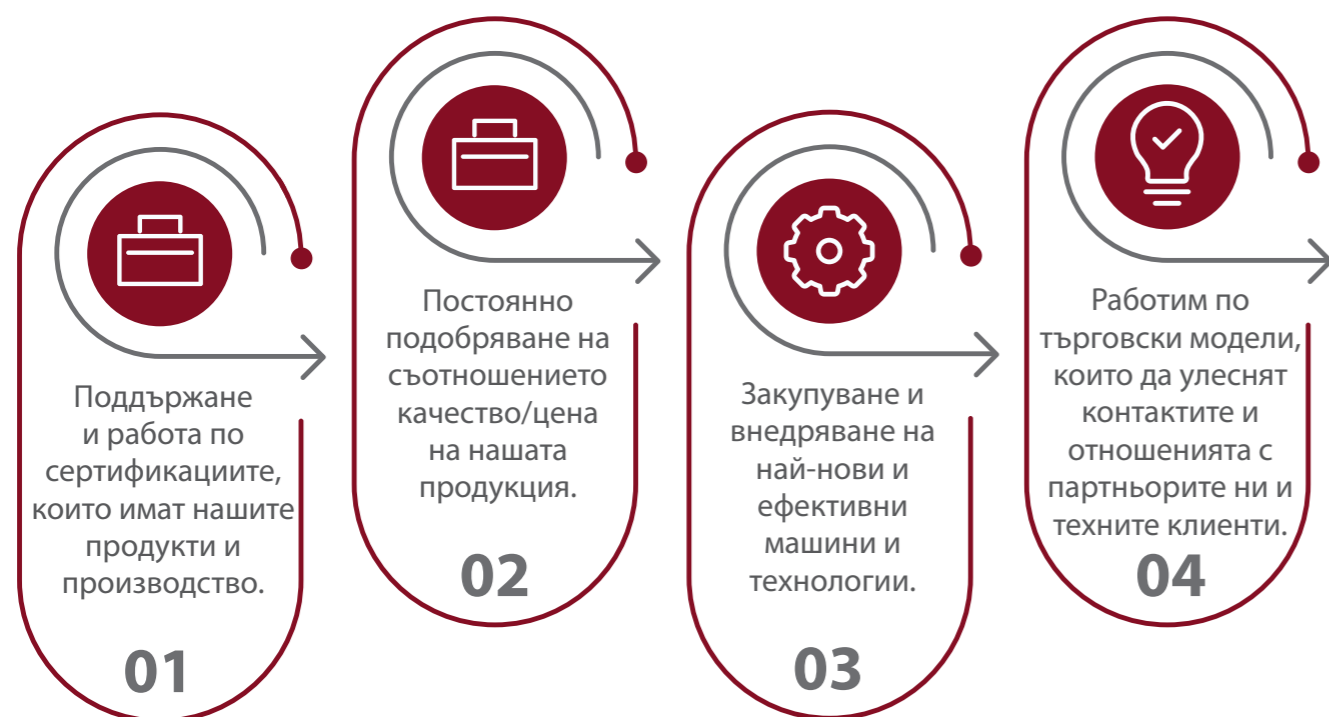 Поддържане
и работа по
сертификациите,
които имат нашите
продукти и
производство.
01
Постоянно
подобряване на
съотношението
качество/цена
на нашата
продукция.
02
Закупуване и
внедряване на
най-нови и
ефективни
машини и
технологии.
03
Работим по
търговски модели,
които да улеснят
контактите и
отношенията с
партньорите ни и
техните клиенти.
04